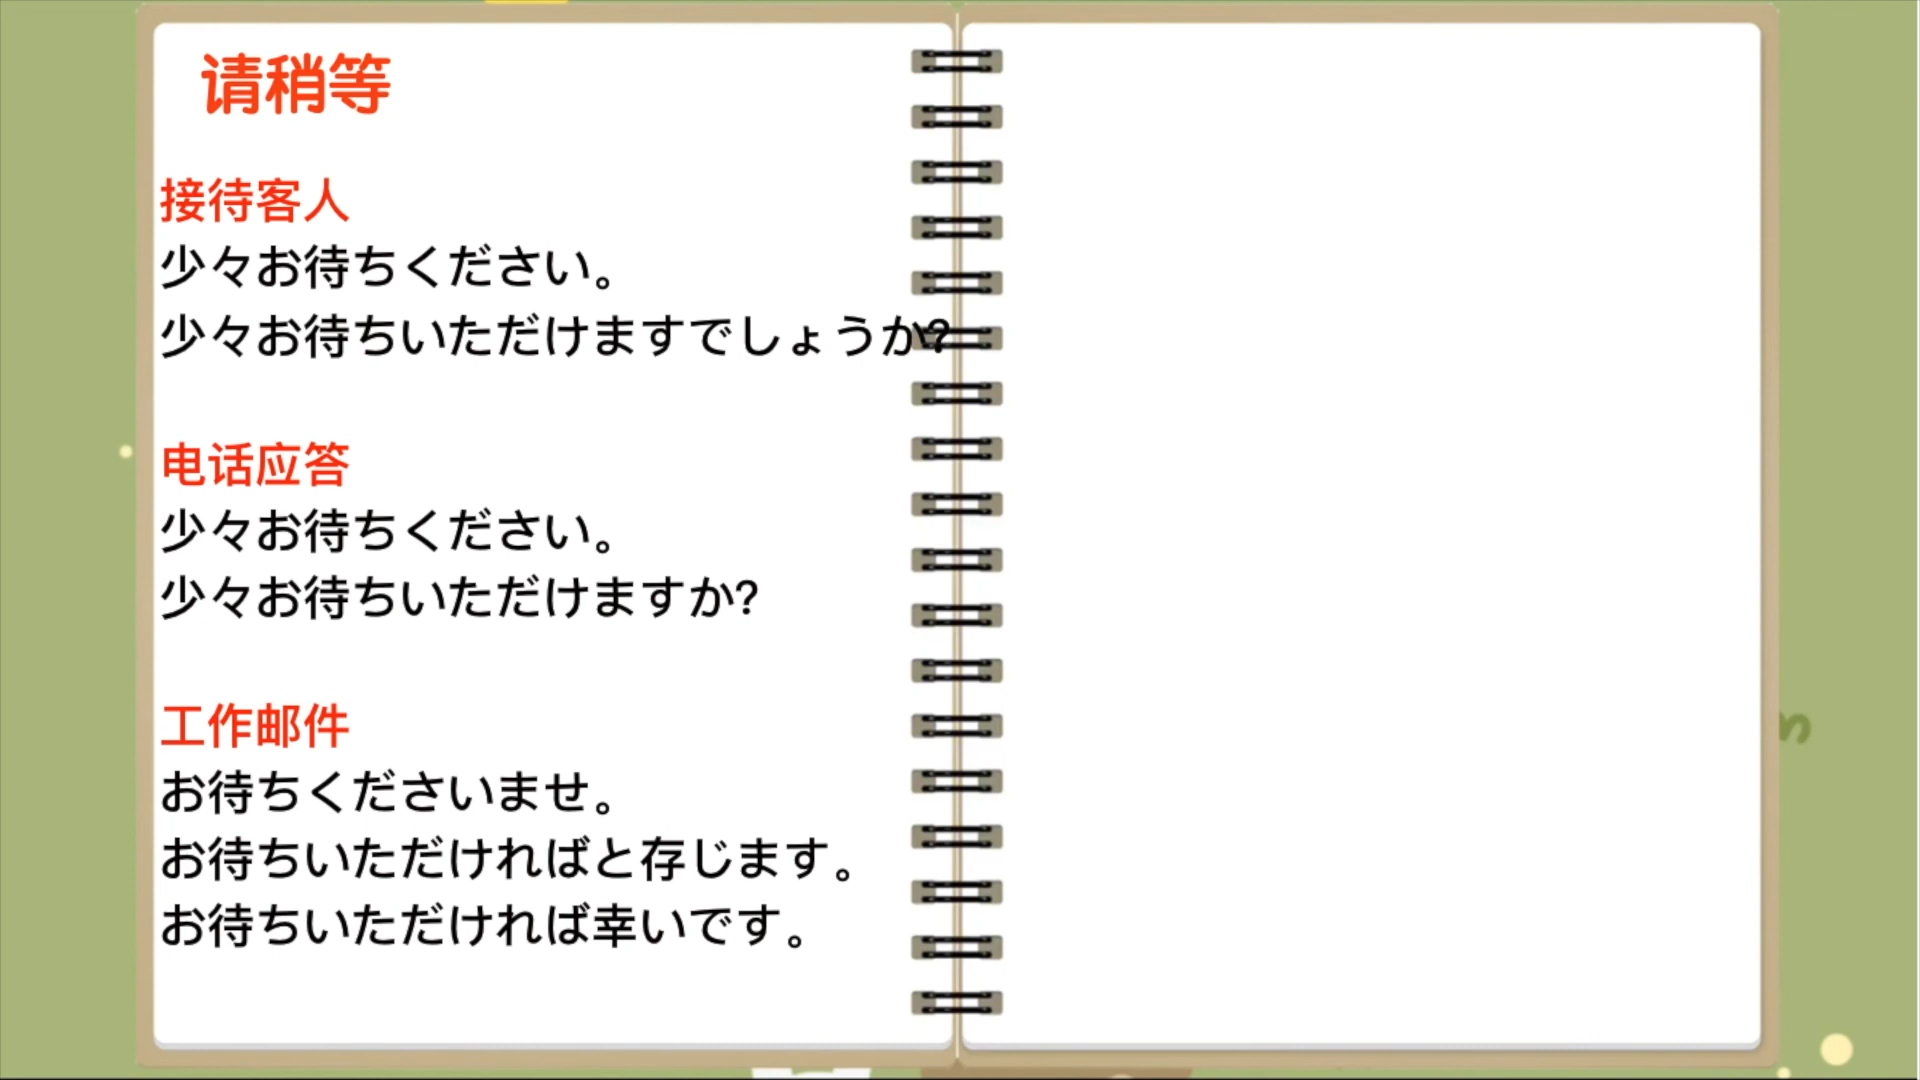 请稍等
接待客人
少々お待ちください。
少々お待ちいただけますでしょうか?
电话应答
少々お待ちください。
少々お待ちいただけますか?
工作邮件
お待ちくださいませ。
お待ちいただければと存じます。
お待ちいただければ幸いです。